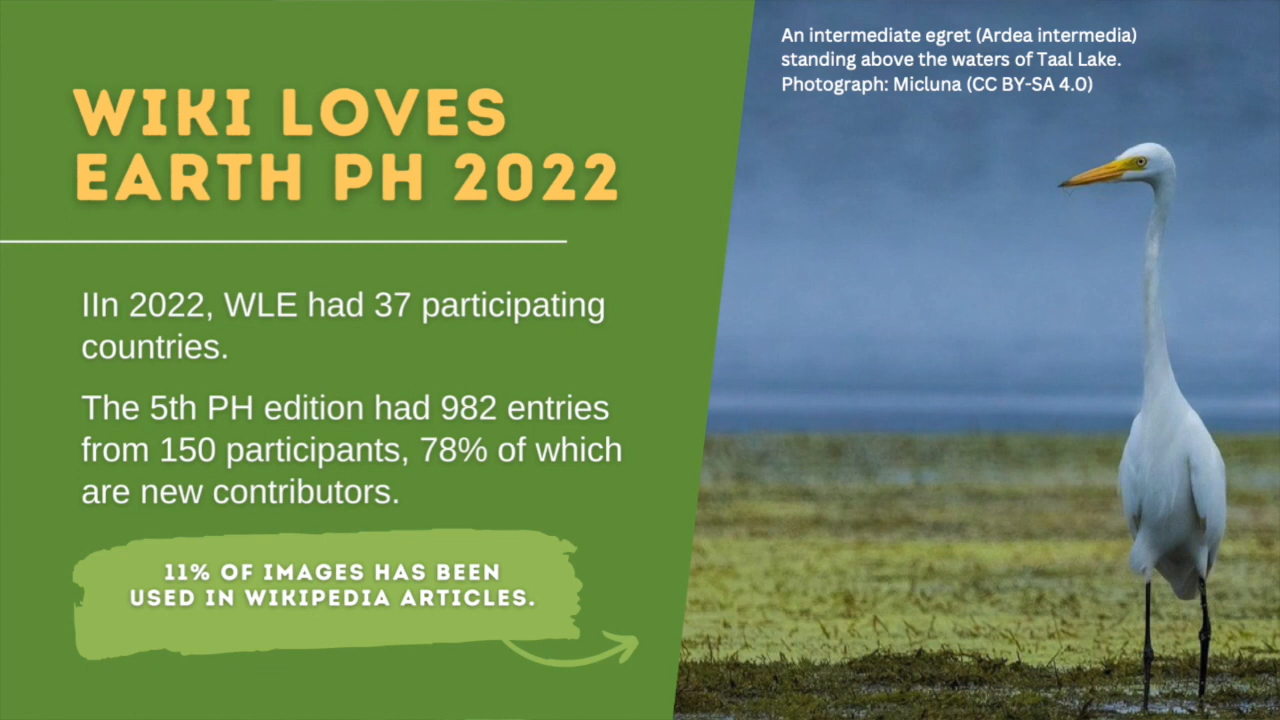 WIKI LOVES
EARTH PH 2022
IIn 2022, WLE had 37 participating
countries.
The 5th PH edition had 982 entries
from 150 participants, 78% of which
are new contributors.
11% OF IMAGES HAS BEEN
USED IN WIKIPEDIA ARTICLES.
An intermediate egret (Ardea intermedia)
standing above the waters of Taal Lake.
Photograph: Micluna (CC BY-SA 4.0)